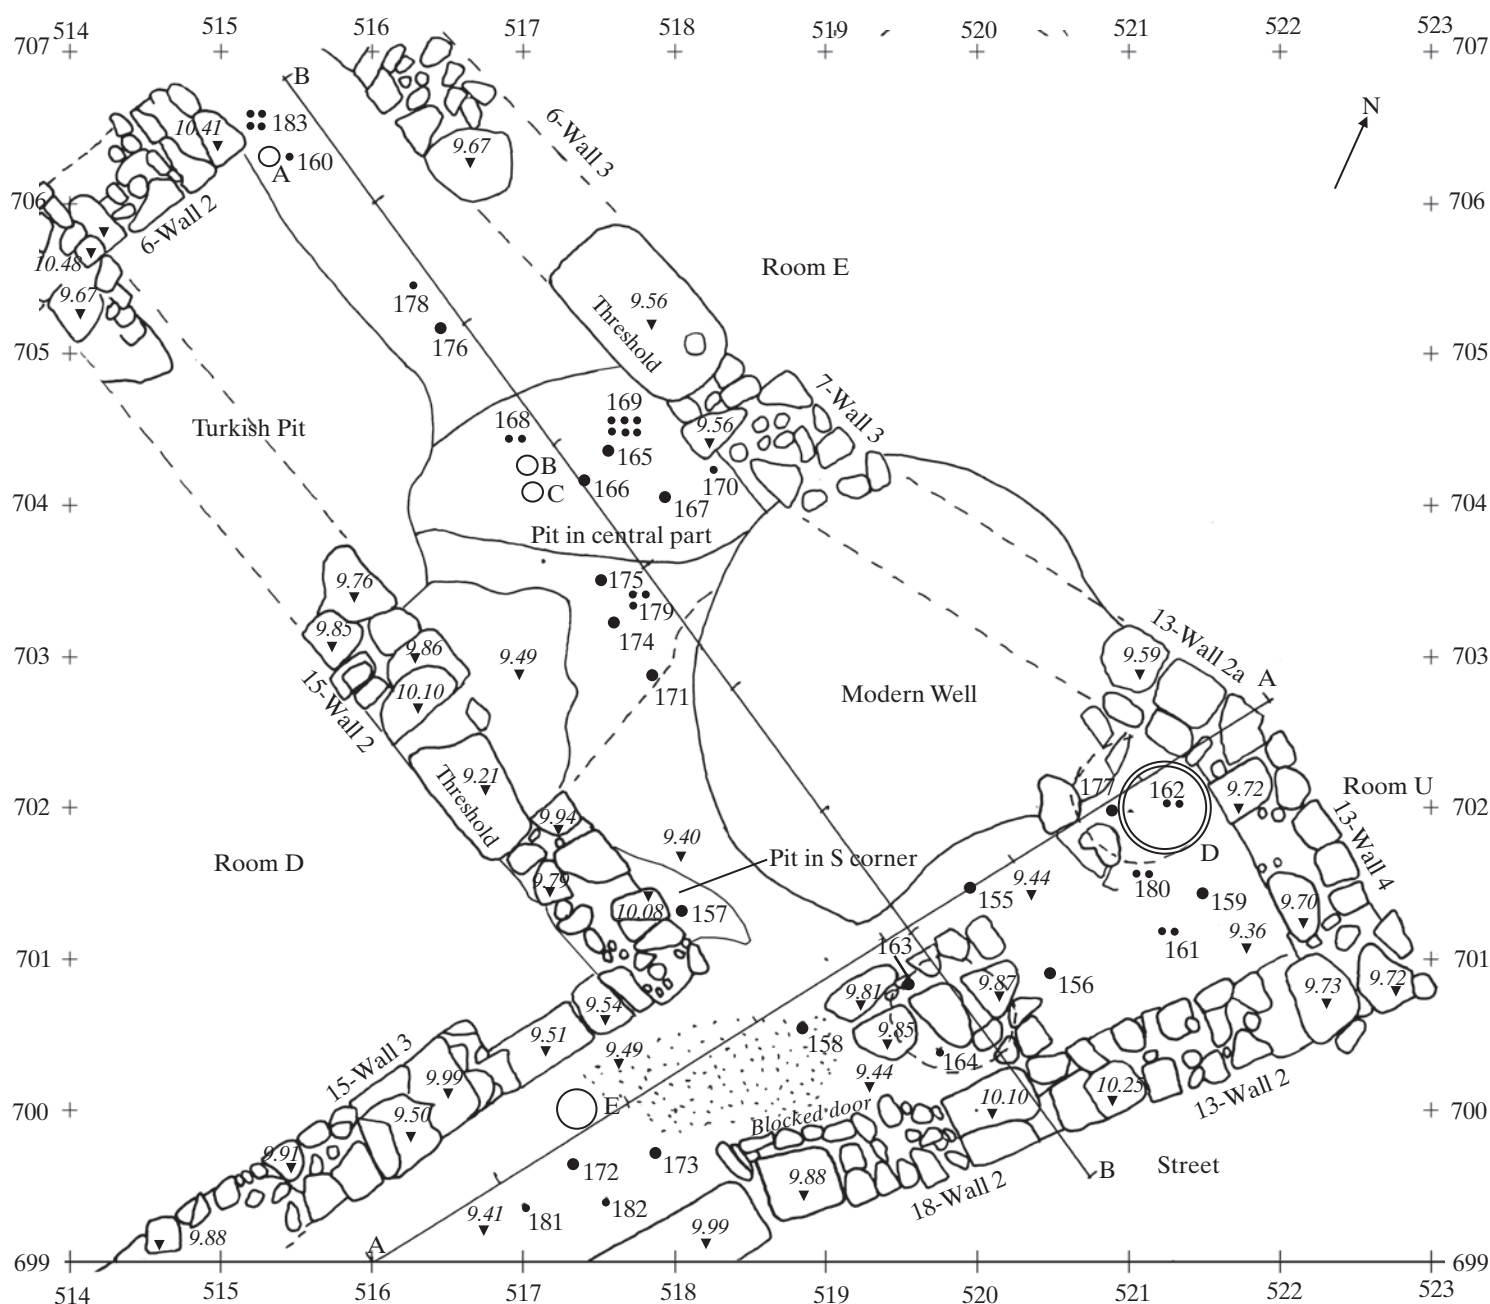 514 515 516 517 518 519 520 521 522 523
707 707
B
N
6-Wall 3
10.41
183
9.67
A 160
706 706
6-Wall 2
10.48
Room E
9.67
178
9.56
Threshold
176
705 705
7-Wall 3
169
168
9.56
Turkish Pit
165
B
166
170
C
167
704 704
Pit in central part
9.76
175
179
9.85
174
13-Wall 2a
9.86
9.49
9.59
703 703
10.10
171
Modern Well
A
15-Wall 2
9.21
Threshold
177
162
9.72
Room U
702 702
9.94
9.40
13-Wall 4
Room D
Pit in S corner
D
9.79
9.44
180
155
159
9.70
10.08
157
161
9.36
163
701 701
9.81
9.87
156
9.73
9.72
9.54
9.51
9.85
158
15-Wall 3
9.49
164
9.99
9.44
10.10
10.25
13-Wall 2
700 700
9.50
E
Blocked door
9.91
172
173
9.88
B
Street
18-Wall 2
9.41
181
182
9.99
9.88
A
699 699
514 515 516 517 518 519 520 521 522 523